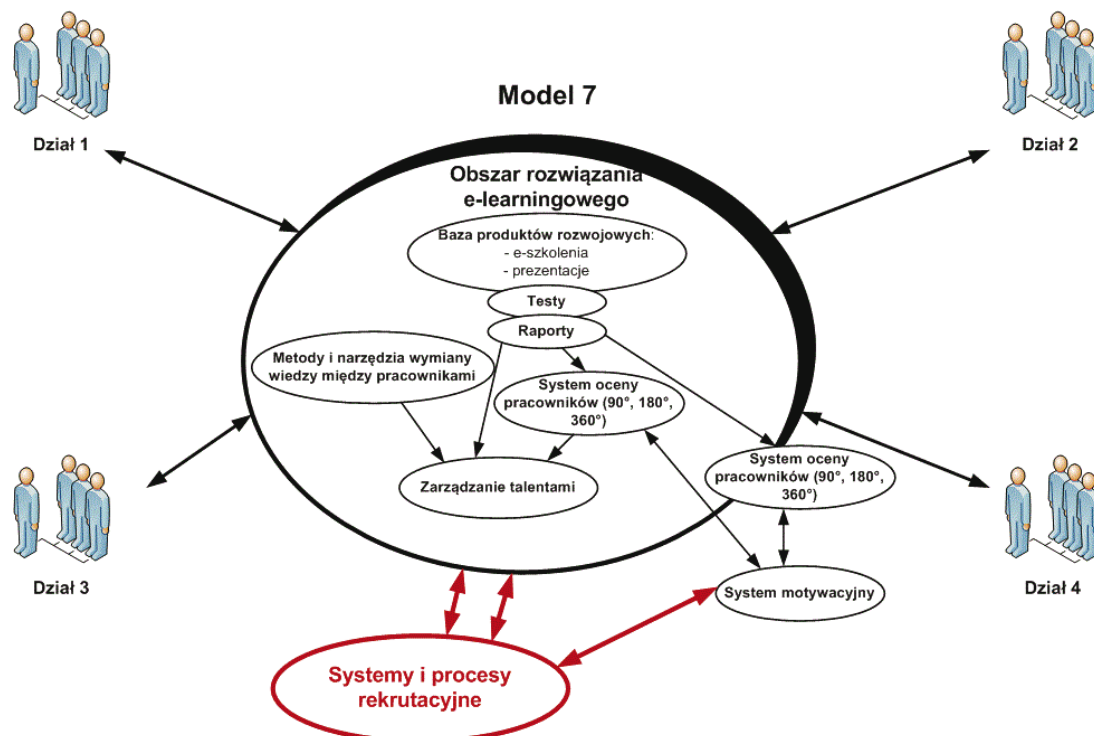 Model 7
Dział 1
Dział 2
Obszar rozwiązania
e-learningowego
Baza produktów rozwojowych:
- e-szkolenia
- prezentacje
Testy
Raporty
Metody i narzędzia wymiany
wiedzy między pracownikami
System oceny
pracowników (90°, 180°,
360°)
Zarządzanie talentami
System oceny
pracowników (90°, 180°,
360°)
Dział 3
Dział 4
System motywacyjny
Systemy i procesy
rekrutacyjne